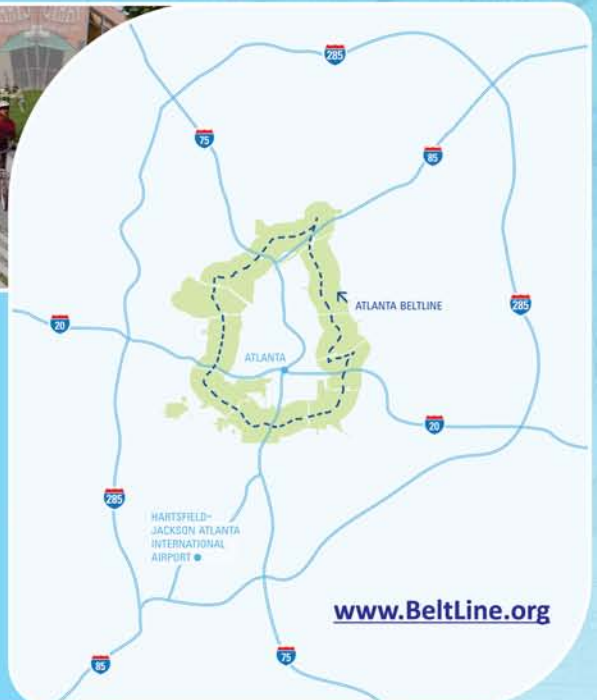 285
75
85
ATLANTA BELTLINE
285
20
ATLANTA
20
285
HARTSFIELD–
JACKSON ATLANTA
INTERNATIONAL
AIRPORT
www.BeltLine.org
85
75